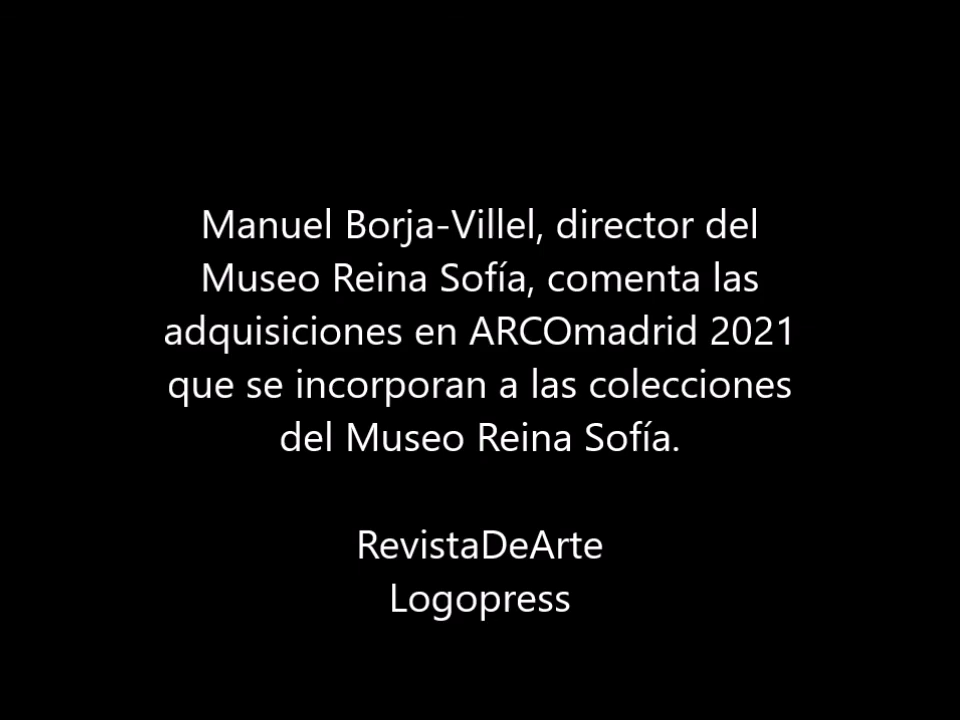 Manuel Borja-Villel, director del
Museo Reina Sofía, comenta las
adquisiciones en ARCOmadrid 2021
que se incorporan a las colecciones
del Museo Reina Sofía.
RevistaDeArte
Logopress